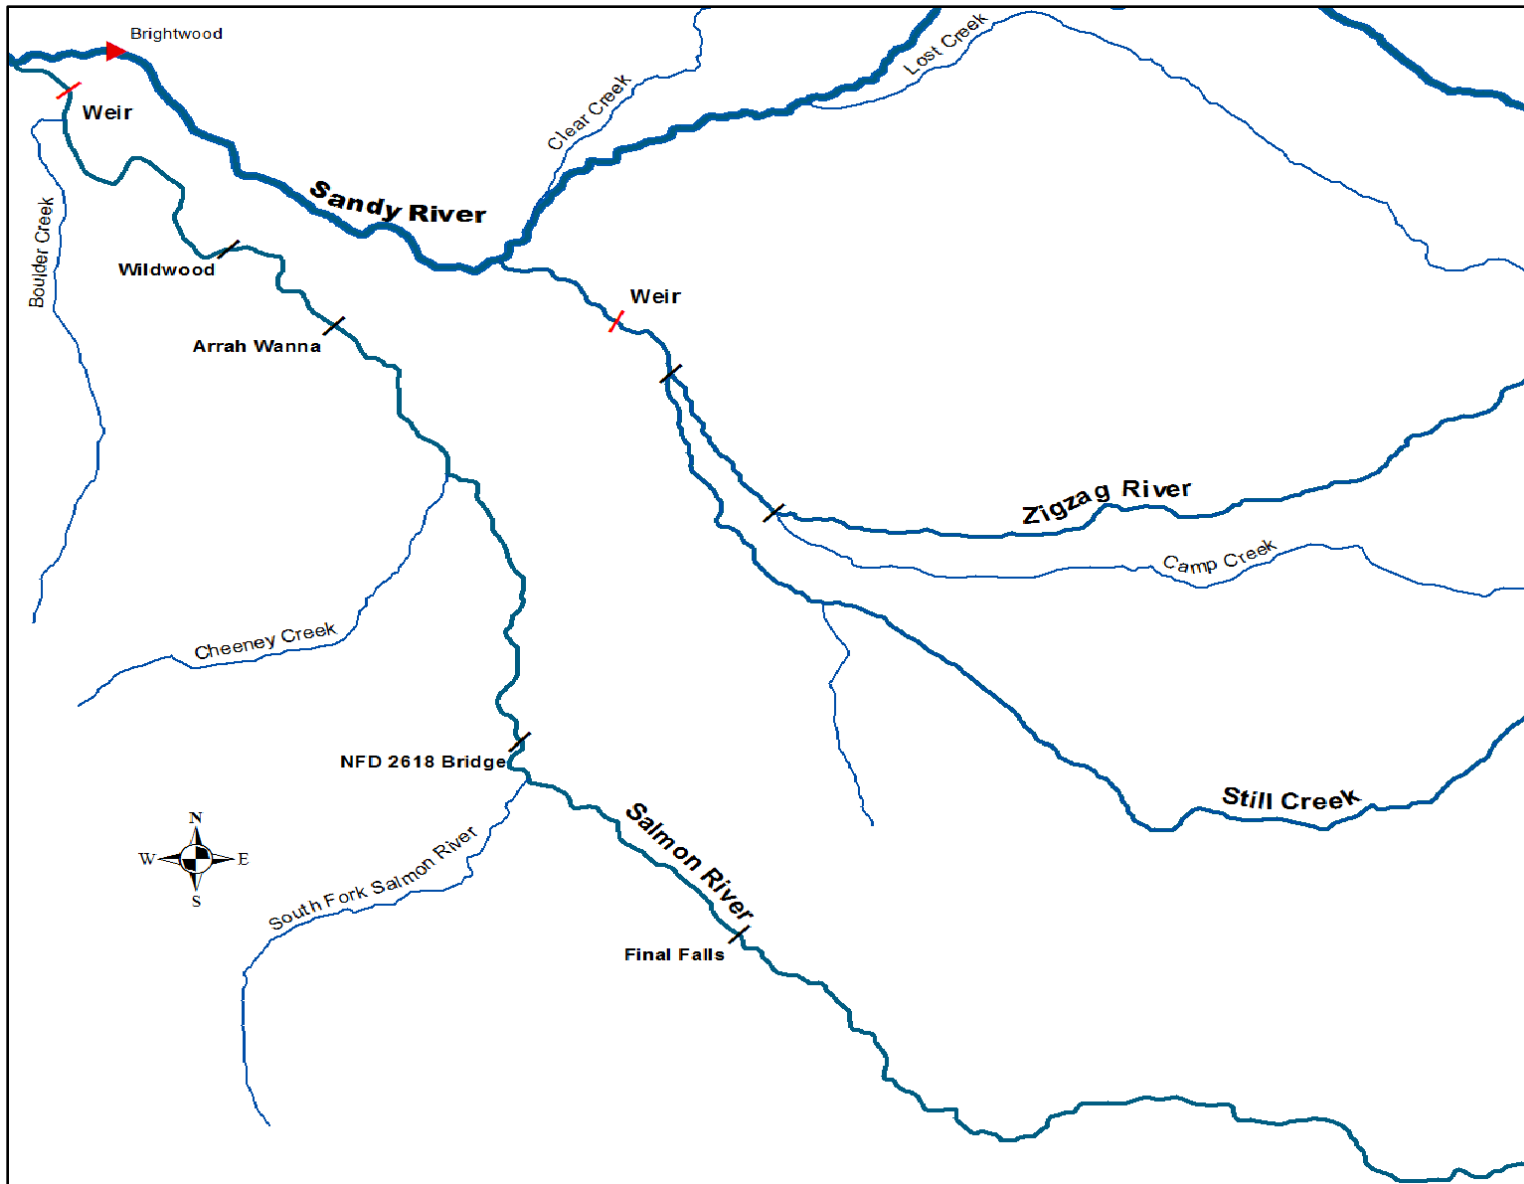 Brightwood
Lost Creek
Clear Creek
Weir
Sandy River
Boulder Creek
Wildwood
Weir
Arrah Wanna
Zigzag River
Camp Creek
Cheeney Creek
NFD 2618 Bridge
Still Creek
Salmon River
N
W
E
S
South Fork Salmon River
Final Falls